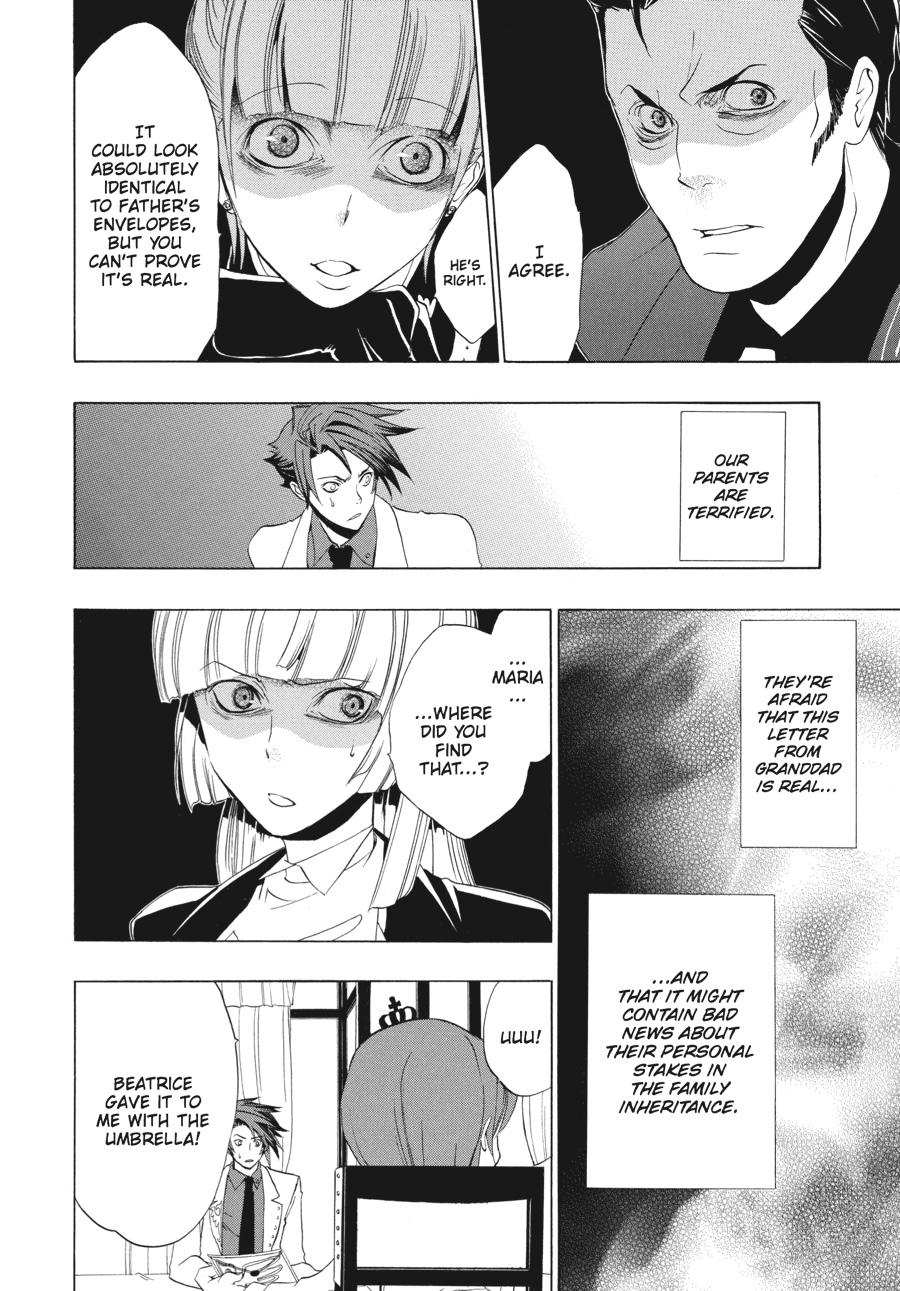 I
AGREE.
HE'S
RIGHT.
IT
COULD LOOK
ABSOLUTELY
IDENTICAL
TO FATHER'S
ENVELOPES,
BUT YOU
CAN'T PROVE
IT'S REAL.
OUR
PARENTS
ARE
TERRIFIED.
THEY'RE
AFRAID
THAT THIS
LETTER
FROM
GRANDDAD
IS REAL...
...AND
THAT IT MIGHT
CONTAIN BAD
NEWS ABOUT
THEIR PERSONAL
STAKES IN
THE FAMILY
INHERITANCE.
...
MARIA
...
...WHERE
DID YOU
FIND
THAT...?
UUU!
BEATRICE
GAVE IT TO
ME WITH THE
UMBRELLA!